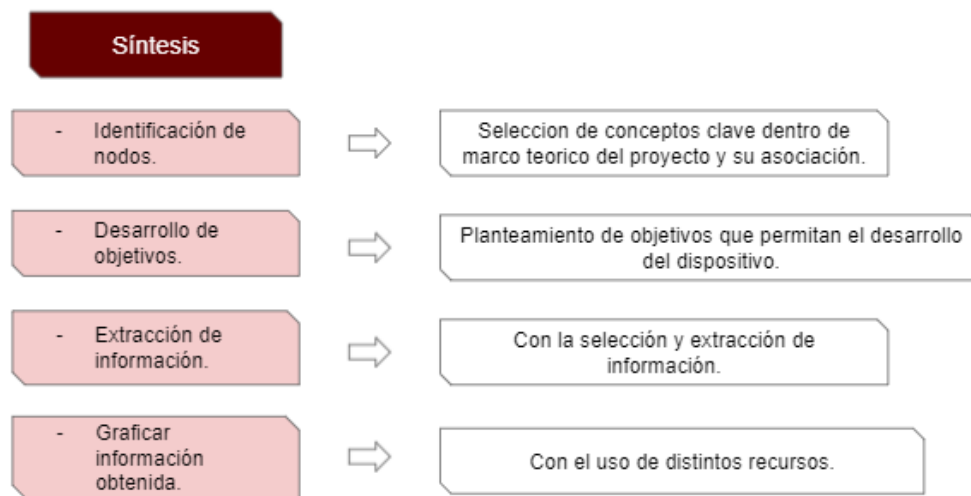 Síntesis
- Identificación de
nodos.
Seleccion de conceptos clave dentro de
marco teorico del proyecto y su asociación.
- Desarrollo de
objetivos.
Planteamiento de objetivos que permitan el desarrollo
del dispositivo.
- Extracción de
información.
Con la selección y extracción de
información.
- Graficar
información
obtenida.
Con el uso de distintos recursos.